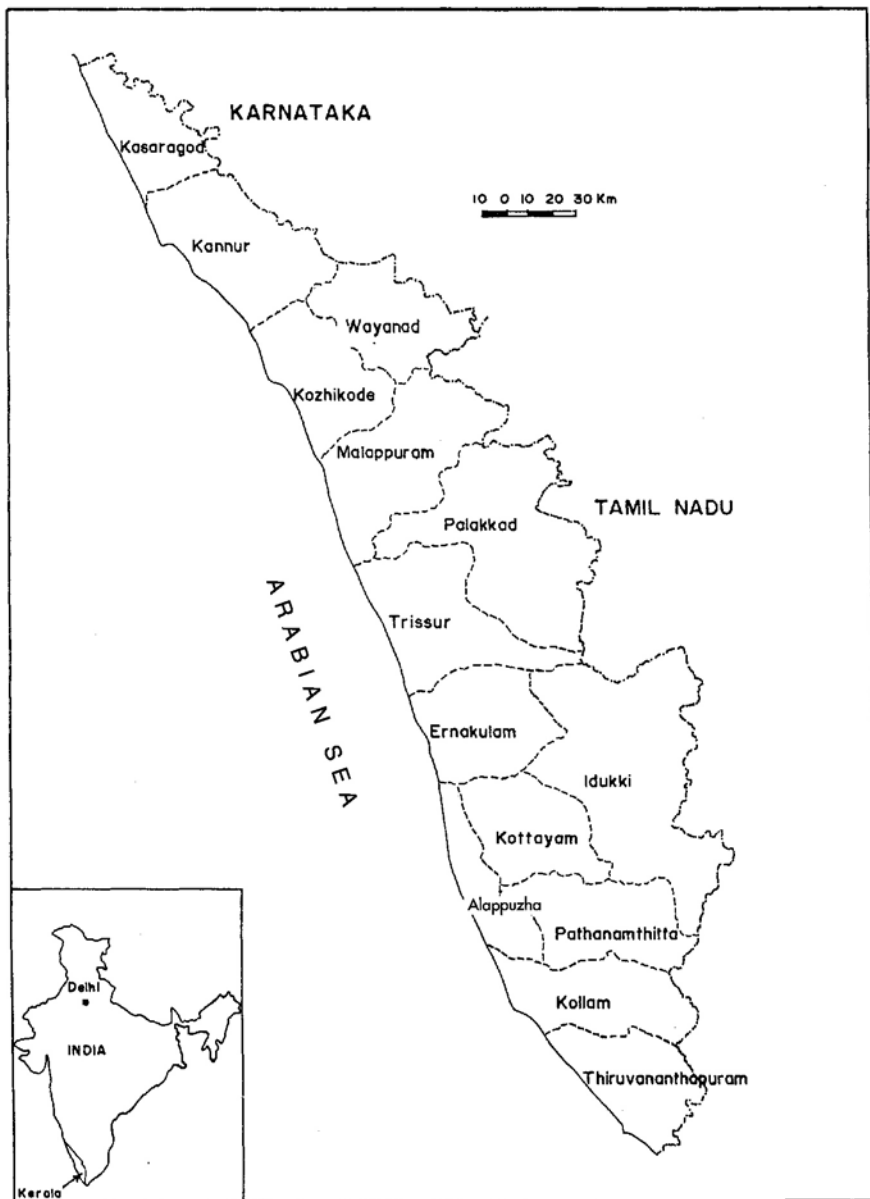 KARNATAKA
Kasaragod
10 0 10 20 30 Km
Kannur
Wayanad
Kozhikode
Malappuram
TAMIL NADU
Palakkad
ARABIAN SEA
Trissur
Ernakulam
Idukki
Kottayam
Alappuzha
Pathanamthitta
Kollam
Thiruvananthapuram
Delhi
INDIA
Kerala